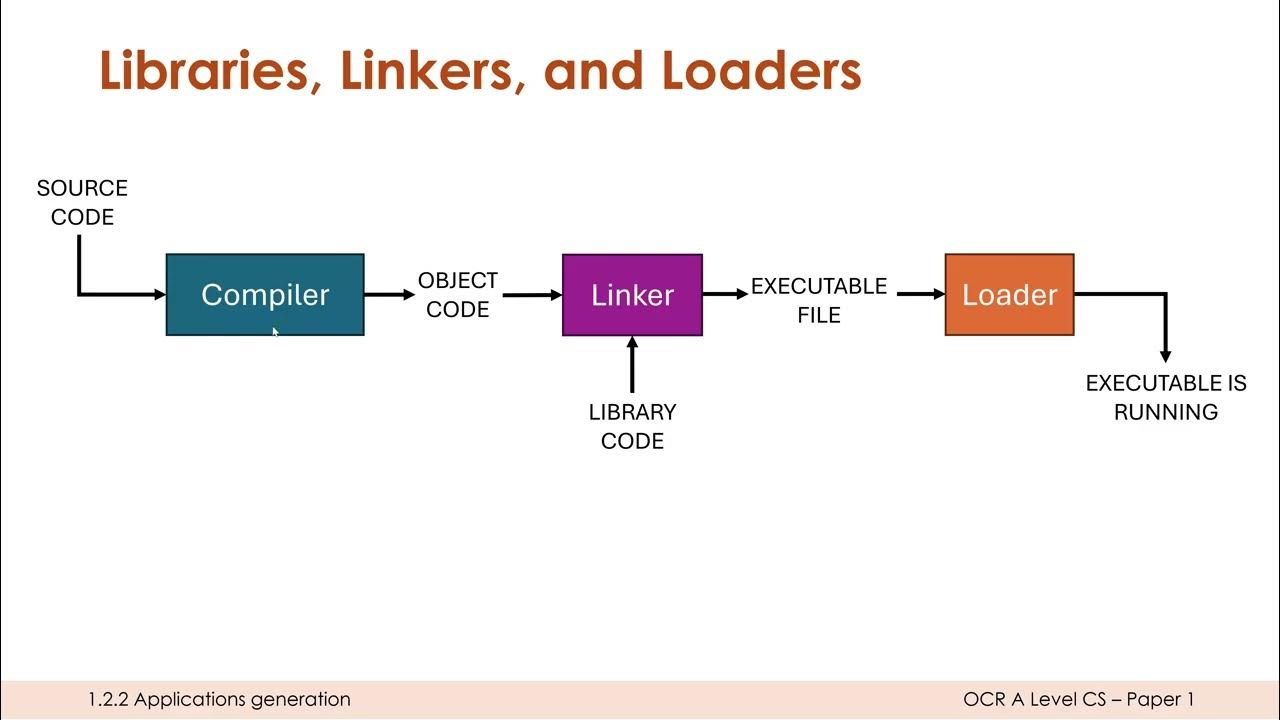 Libraries, Linkers, and Loaders
SOURCE
CODE
Compiler
OBJECT
CODE
Linker
EXECUTABLE
FILE
Loader
LIBRARY
CODE
EXECUTABLE IS
RUNNING
1.2.2 Applications generation
OCR A Level CS – Paper 1